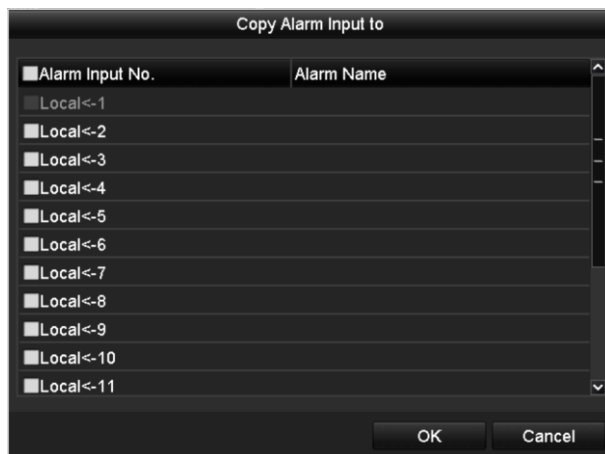 Copy Alarm Input to
Alarm Input No. Alarm Name
Local<-1
Local<-2
Local<-3
Local<-4
Local<-5
Local<-6
Local<-7
Local<-8
Local<-9
Local<-10
Local<-11
OK Cancel